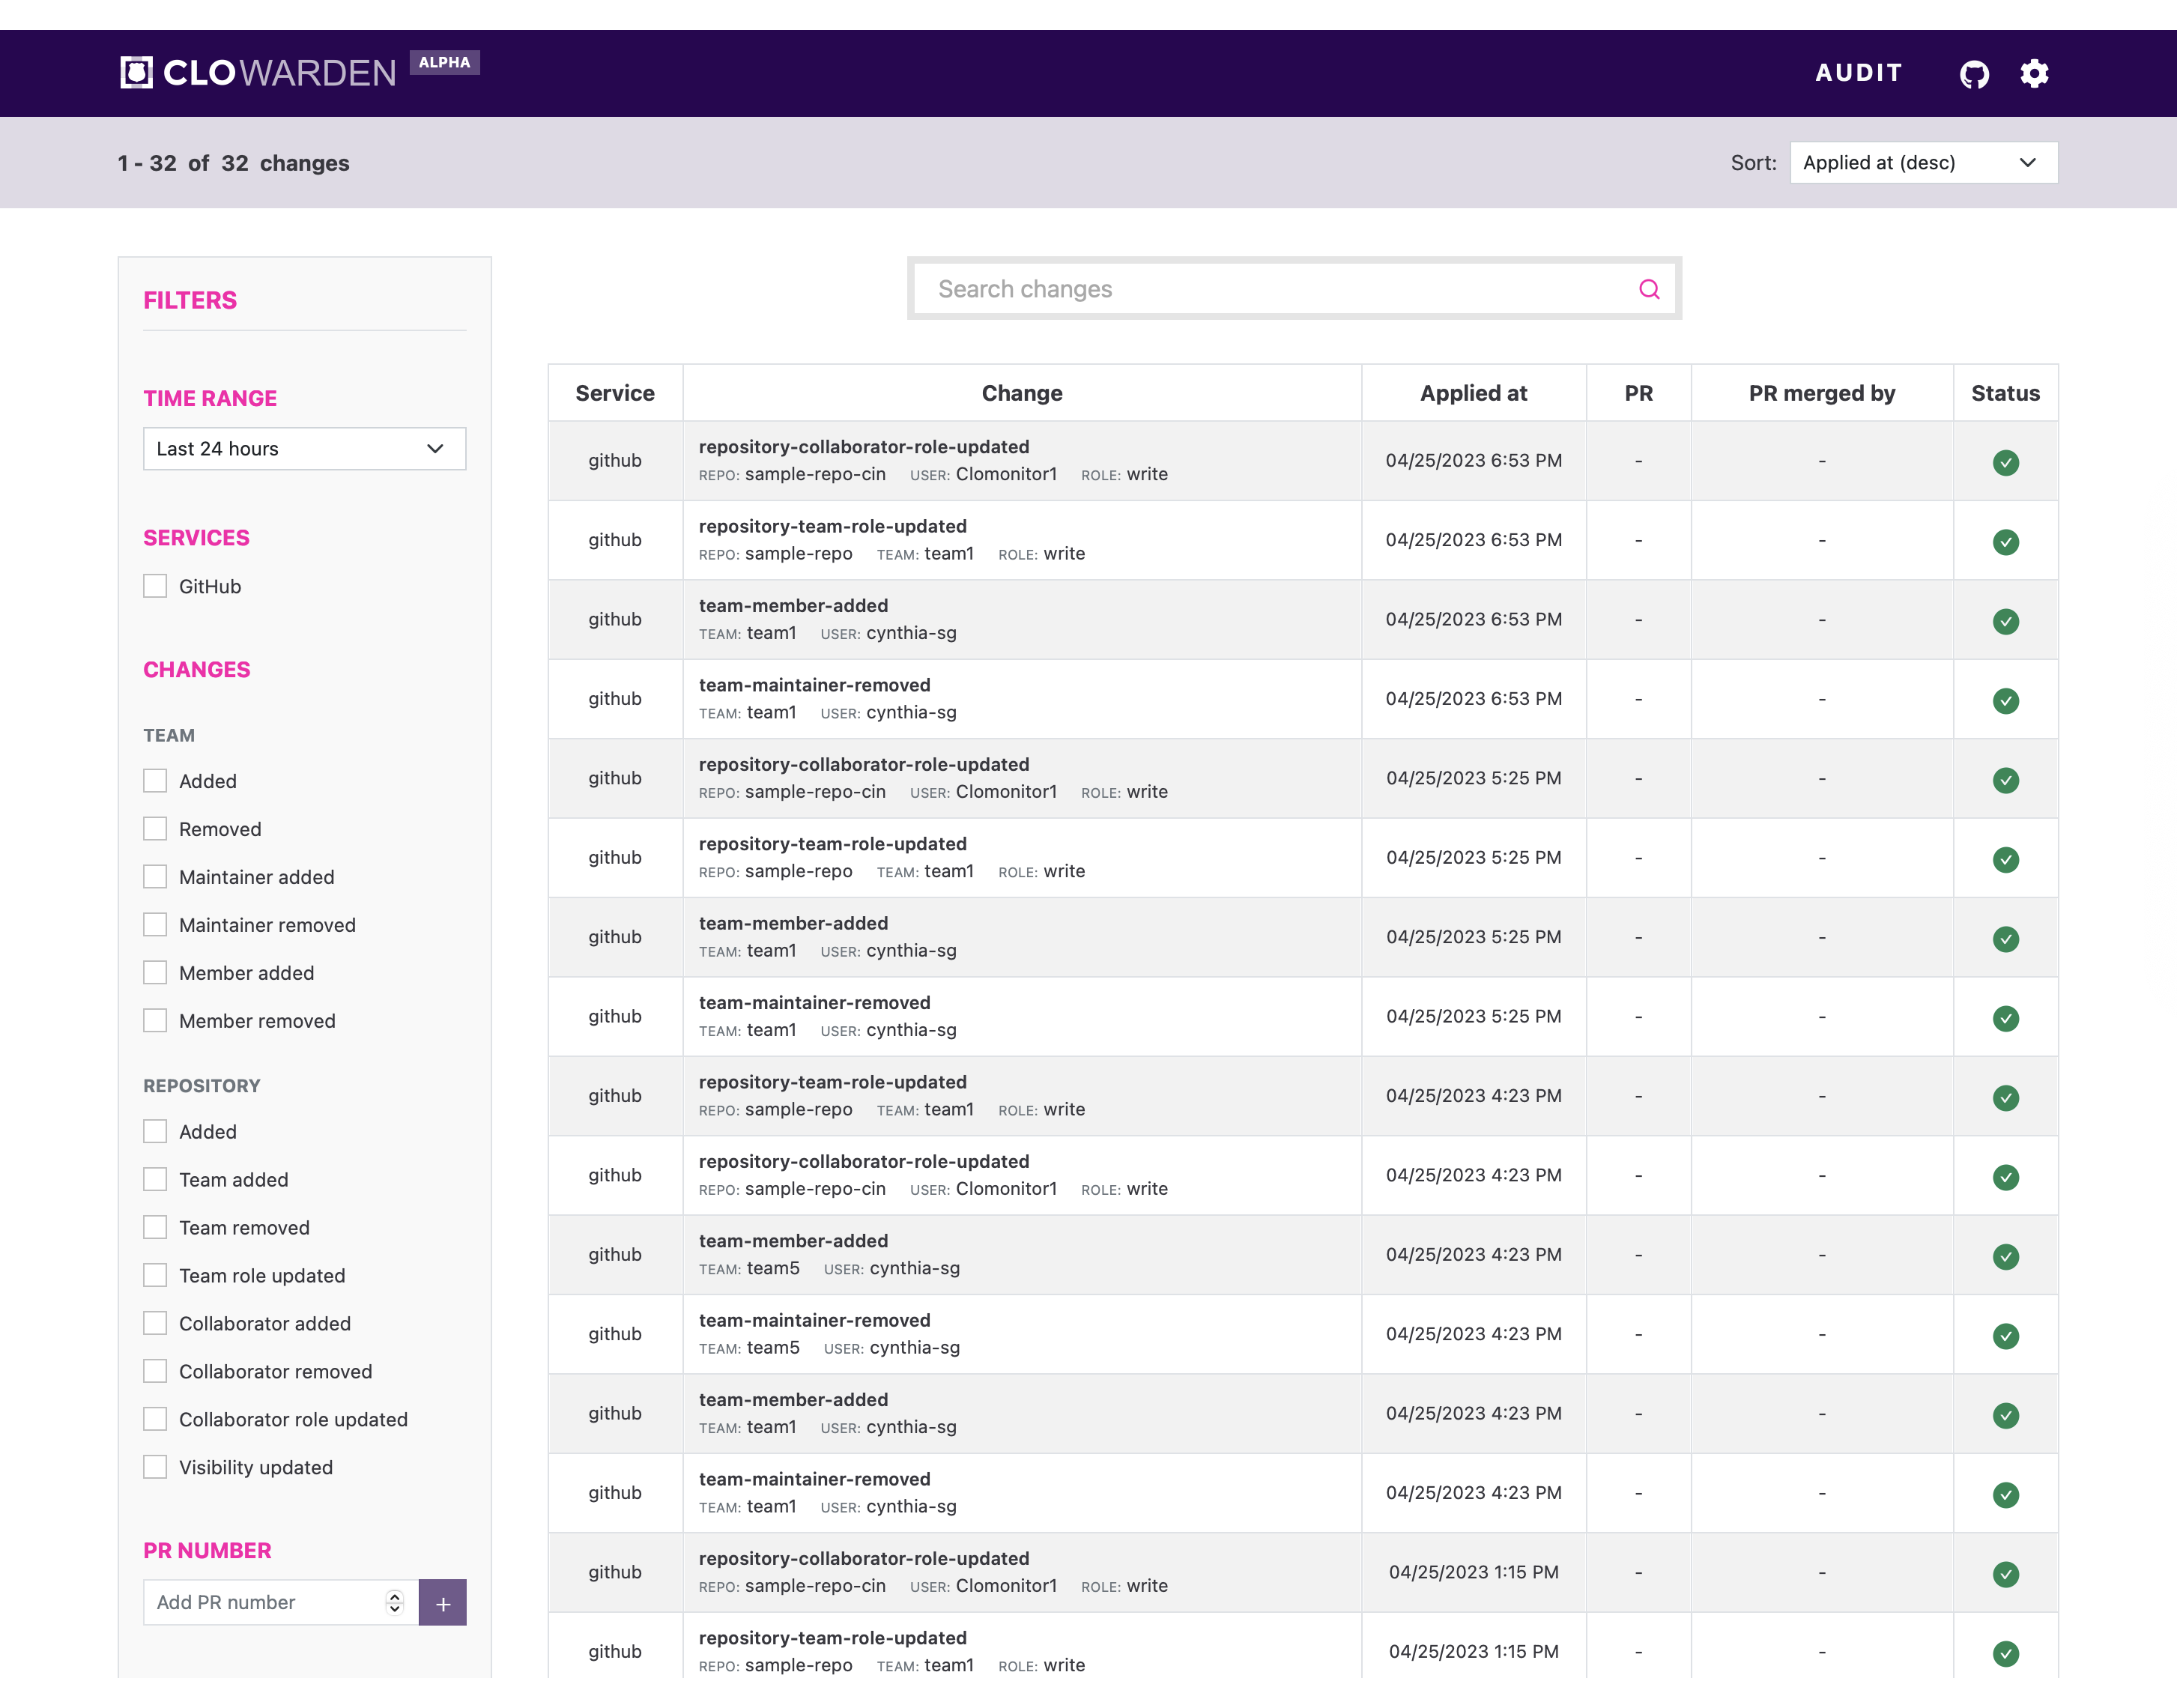 CLOWARDEN ALPHA
AUDIT
1 - 32 of 32 changes
Sort: Applied at (desc)
FILTERS
TIME RANGE
Last 24 hours
SERVICES
GitHub
CHANGES
TEAM
Added
Removed
Maintainer added
Maintainer removed
Member added
Member removed
REPOSITORY
Added
Team added
Team removed
Team role updated
Collaborator added
Collaborator removed
Collaborator role updated
Visibility updated
PR NUMBER
Add PR number
+
Search changes
Service Change Applied at PR PR merged by Status
repository-collaborator-role-updated
github 04/25/2023 6:53 PM - -
REPO: sample-repo-cin USER: Clomonitor1 ROLE: write
repository-team-role-updated
github 04/25/2023 6:53 PM - -
REPO: sample-repo TEAM: team1 ROLE: write
team-member-added
github 04/25/2023 6:53 PM - -
TEAM: team1 USER: cynthia-sg
team-maintainer-removed
github 04/25/2023 6:53 PM - -
TEAM: team1 USER: cynthia-sg
repository-collaborator-role-updated
github 04/25/2023 5:25 PM - -
REPO: sample-repo-cin USER: Clomonitor1 ROLE: write
repository-team-role-updated
github 04/25/2023 5:25 PM - -
REPO: sample-repo TEAM: team1 ROLE: write
team-member-added
github 04/25/2023 5:25 PM - -
TEAM: team1 USER: cynthia-sg
team-maintainer-removed
github 04/25/2023 5:25 PM - -
TEAM: team1 USER: cynthia-sg
repository-team-role-updated
github 04/25/2023 4:23 PM - -
REPO: sample-repo TEAM: team1 ROLE: write
repository-collaborator-role-updated
github 04/25/2023 4:23 PM - -
REPO: sample-repo-cin USER: Clomonitor1 ROLE: write
team-member-added
github 04/25/2023 4:23 PM - -
TEAM: team5 USER: cynthia-sg
team-maintainer-removed
github 04/25/2023 4:23 PM - -
TEAM: team5 USER: cynthia-sg
team-member-added
github 04/25/2023 4:23 PM - -
TEAM: team1 USER: cynthia-sg
team-maintainer-removed
github 04/25/2023 4:23 PM - -
TEAM: team1 USER: cynthia-sg
repository-collaborator-role-updated
github 04/25/2023 1:15 PM - -
REPO: sample-repo-cin USER: Clomonitor1 ROLE: write
repository-team-role-updated
github 04/25/2023 1:15 PM - -
REPO: sample-repo TEAM: team1 ROLE: write